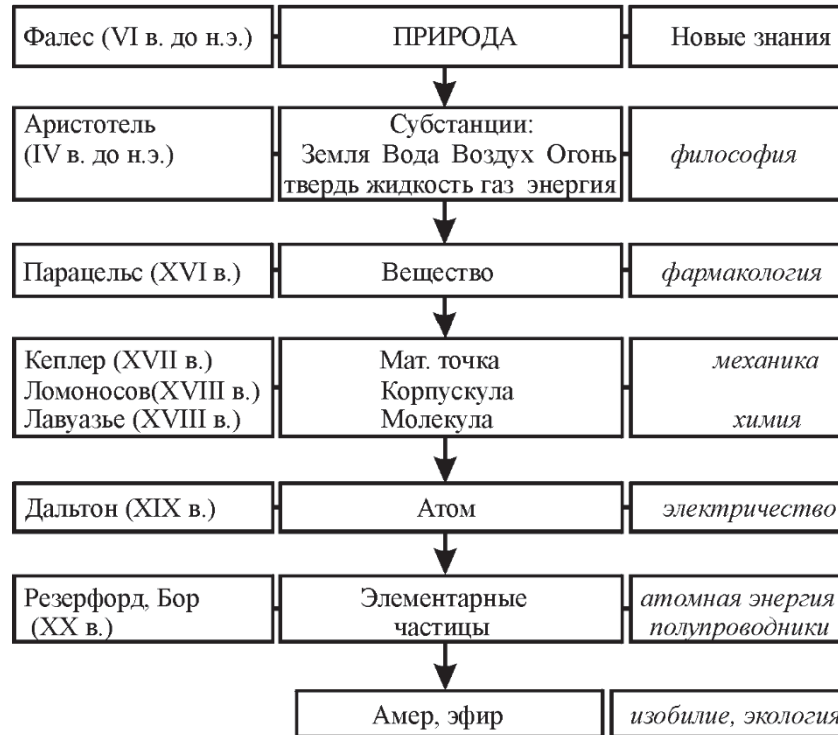 Фалес (VI в. до н.э.) ПРИРОДА Новые знания
Аристотель
(IV в. до н.э.)
Субстанции:
Земля Вода Воздух Огонь
твердь жидкость газ энергия
философия
Парацельс (XVI в.) Вещество фармакология
Кеплер (XVII в.) Мат. точка механика
Ломоносов(XVIII в.) Корпускула
Лавуазье (XVIII в.) Молекула химия
Дальтон (XIX в.) Атом электричество
Резерфорд, Бор Элементарные атомная энергия
(XX в.) частицы полупроводники
Амер, эфир изобилие, экология